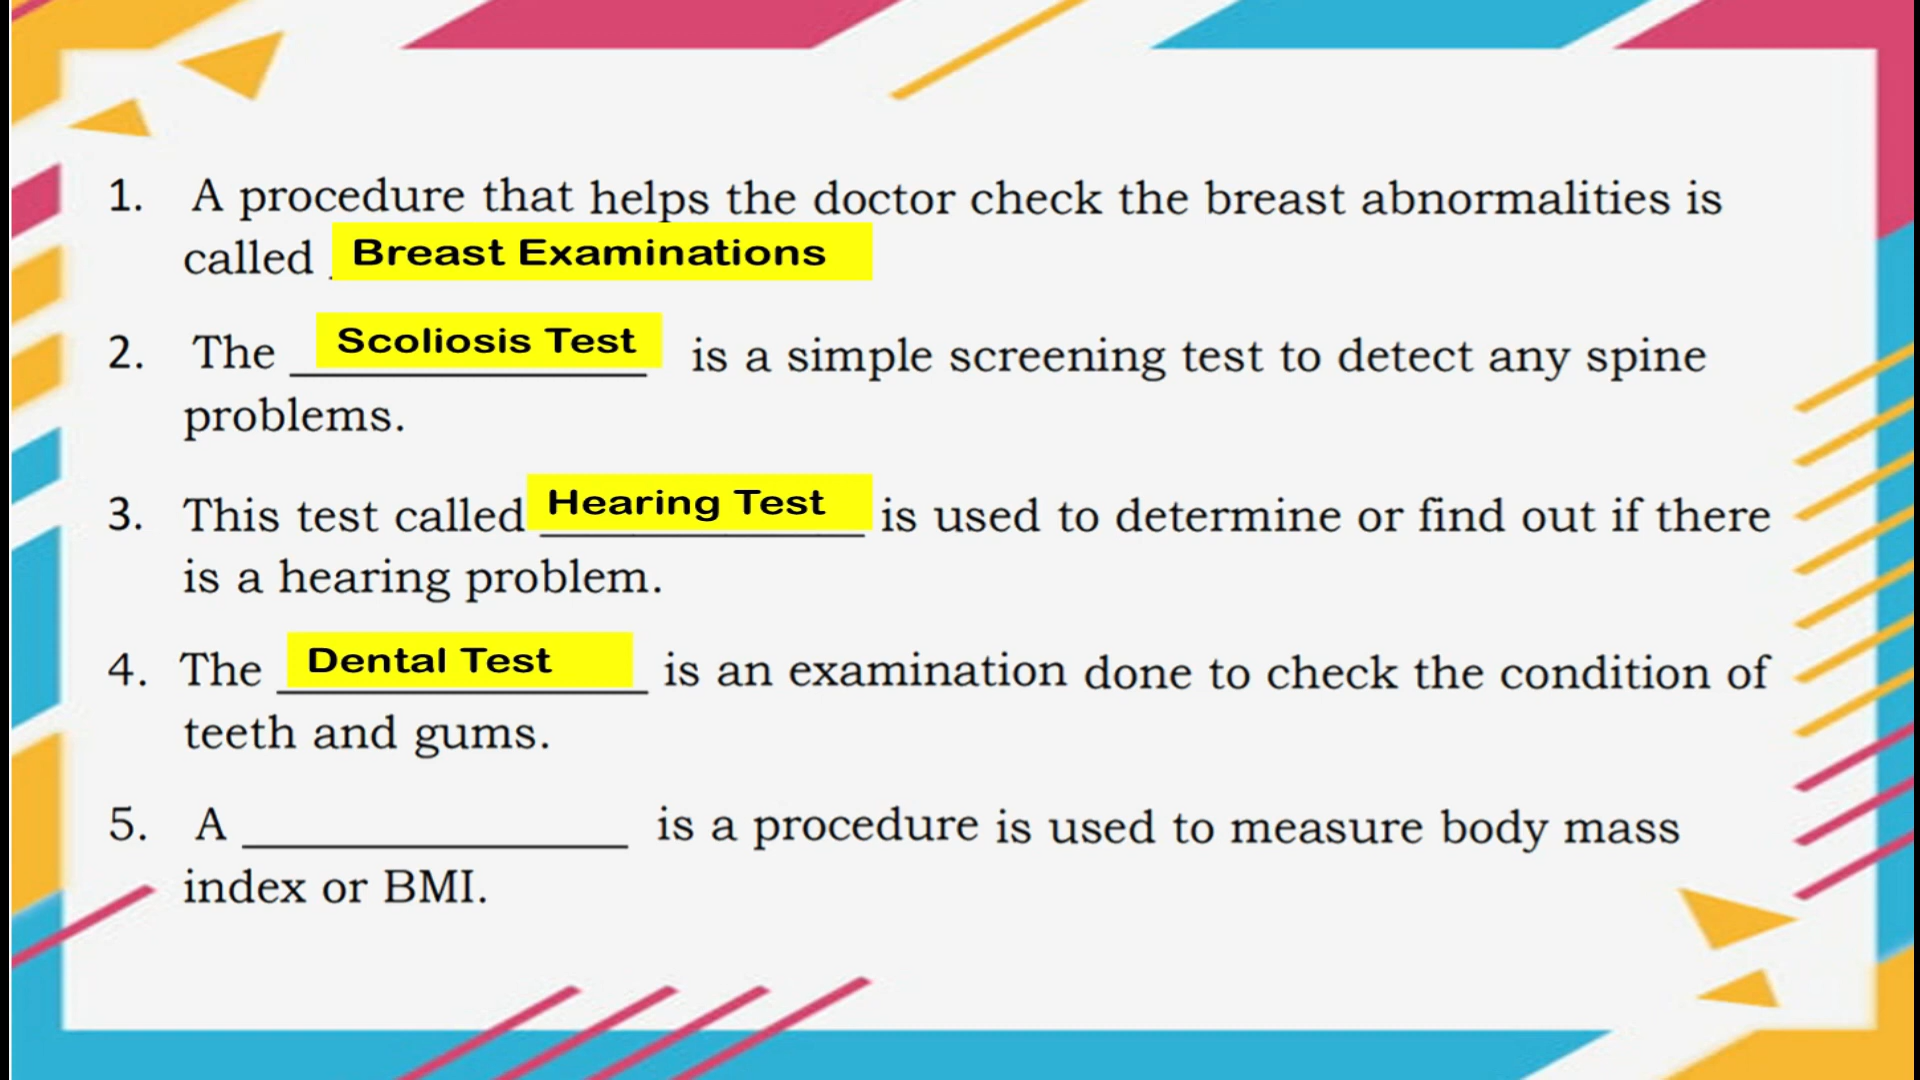 1. A procedure that helps the doctor check the breast abnormalities is
called Breast Examinations
2. The Scoliosis Test is a simple screening test to detect any spine
problems.
3. This test called Hearing Test is used to determine or find out if there
is a hearing problem.
4. The Dental Test is an examination done to check the condition of
teeth and gums.
5. A ________________ is a procedure is used to measure body mass
index or BMI.